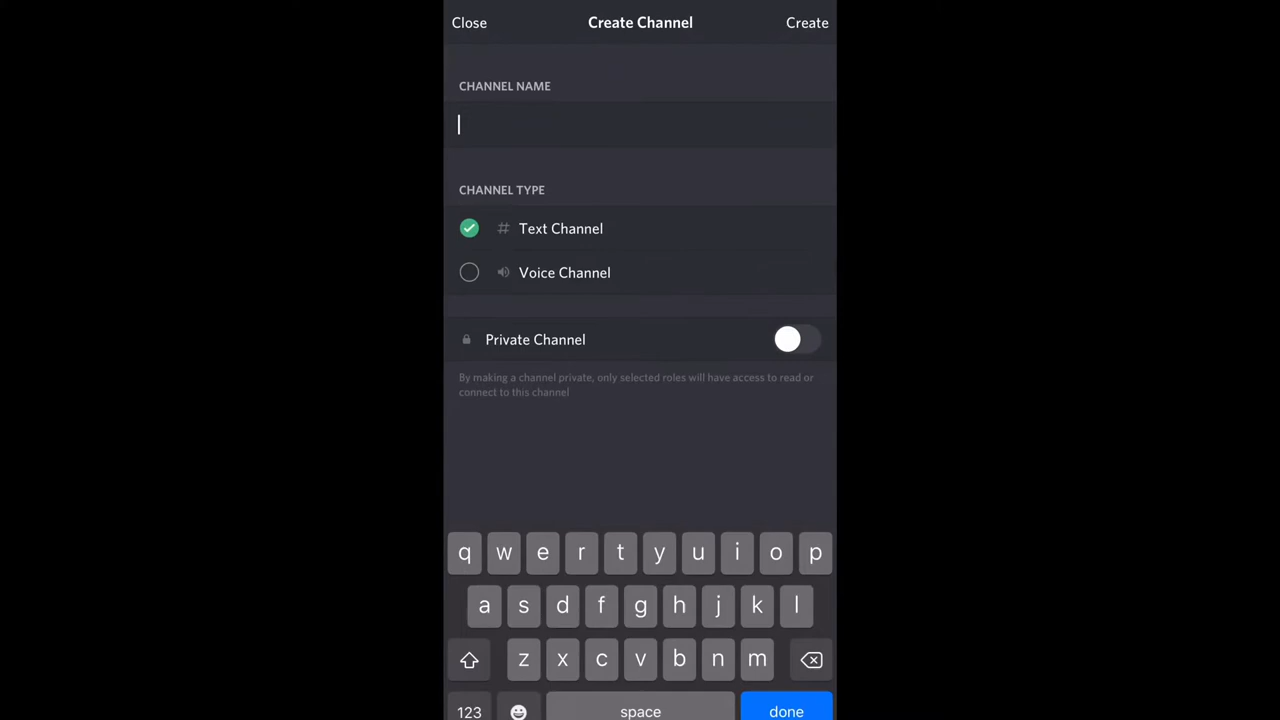 Close Create Channel Create
CHANNEL NAME
CHANNEL TYPE
# Text Channel
Voice Channel
Private Channel
By making a channel private, only selected roles will have access to read or
connect to this channel
q w e r t y u i o p
a s d f g h j k l
z x c v b n m
123 space done